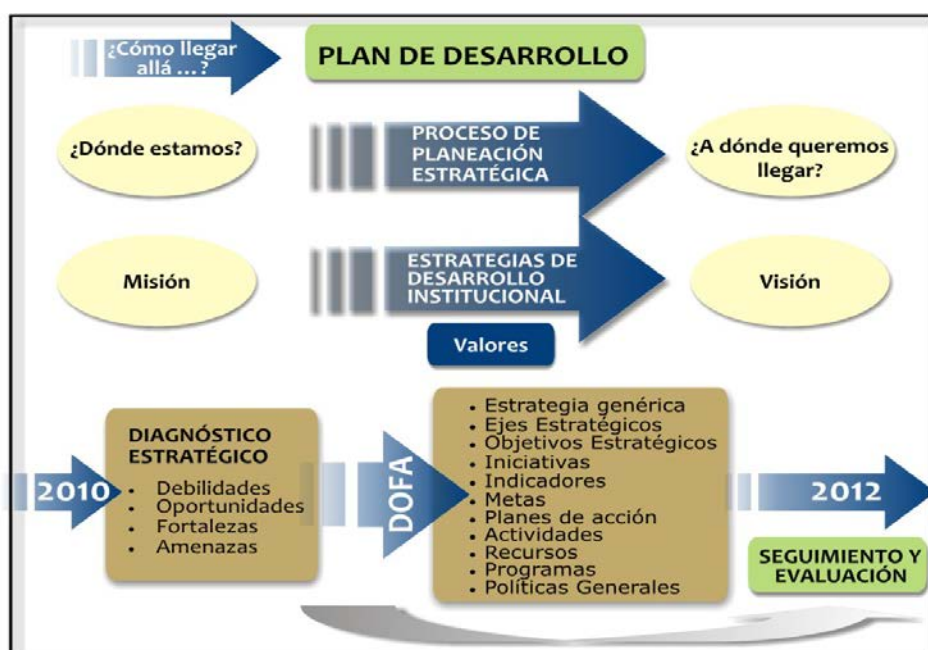 ¿Cómo llegar
allá ...?
PLAN DE DESARROLLO
¿Dónde estamos?
PROCESO DE
PLANEACIÓN
ESTRATÉGICA
¿A dónde queremos
llegar?
Misión
ESTRATEGIAS DE
DESARROLLO
INSTITUCIONAL
Visión
Valores
2010
DIAGNÓSTICO
ESTRATÉGICO
• Debilidades
• Oportunidades
• Fortalezas
• Amenazas
DOFA
• Estrategia genérica
• Ejes Estratégicos
• Objetivos Estratégicos
• Iniciativas
• Indicadores
• Metas
• Planes de acción
• Actividades
• Recursos
• Programas
• Políticas Generales
2012
SEGUIMIENTO Y
EVALUACIÓN